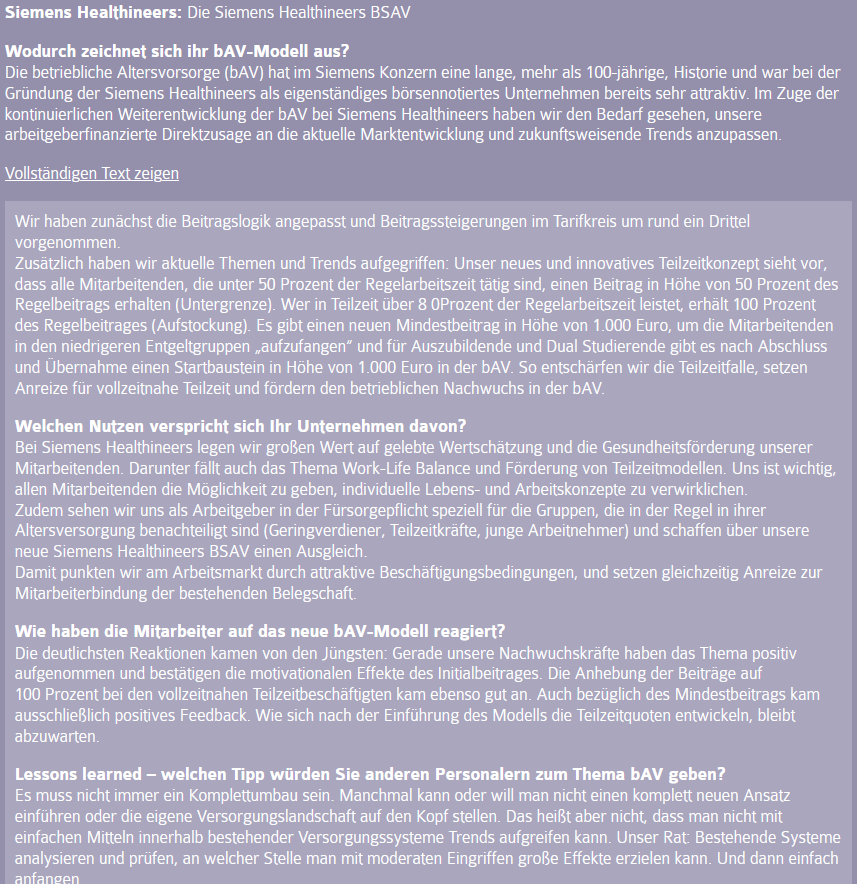 Siemens Healthineers: Die Siemens Healthineers BSAV
Wodurch zeichnet sich ihr bAV-Modell aus?
Die betriebliche Altersvorsorge (bAV) hat im Siemens Konzern eine lange, mehr als 100-jährige, Historie und war bei der
Gründung der Siemens Healthineers als eigenständiges börsennotiertes Unternehmen bereits sehr attraktiv. Im Zuge der
kontinuierlichen Weiterentwicklung der bAV bei Siemens Healthineers haben wir den Bedarf gesehen, unsere
arbeitgeberfinanzierte Direktzusage an die aktuelle Marktentwicklung und zukunftsweisende Trends anzupassen.
Vollständigen Text zeigen
Wir haben zunächst die Beitragslogik angepasst und Beitragssteigerungen im Tarifkreis um rund ein Drittel
vorgenommen.
Zusätzlich haben wir aktuelle Themen und Trends aufgegriffen: Unser neues und innovatives Teilzeitkonzept sieht vor,
dass alle Mitarbeitenden, die unter 50 Prozent der Regelarbeitszeit tätig sind, einen Beitrag in Höhe von 50 Prozent des
Regelbeitrags erhalten (Untergrenze). Wer in Teilzeit über 8 0Prozent der Regelarbeitszeit leistet, erhält 100 Prozent
des Regelbeitrages (Aufstockung). Es gibt einen neuen Mindestbeitrag in Höhe von 1.000 Euro, um die Mitarbeitenden
in den niedrigeren Entgeltgruppen „aufzufangen“ und für Auszubildende und Dual Studierende gibt es nach Abschluss
und Übernahme einen Startbaustein in Höhe von 1.000 Euro in der bAV. So entschärfen wir die Teilzeitfalle, setzen
Anreize für vollzeitnahe Teilzeit und fördern den betrieblichen Nachwuchs in der bAV.
Welchen Nutzen verspricht sich Ihr Unternehmen davon?
Bei Siemens Healthineers legen wir großen Wert auf gelebte Wertschätzung und die Gesundheitsförderung unserer
Mitarbeitenden. Darunter fällt auch das Thema Work-Life Balance und Förderung von Teilzeitmodellen. Uns ist wichtig,
allen Mitarbeitenden die Möglichkeit zu geben, individuelle Lebens- und Arbeitskonzepte zu verwirklichen.
Zudem sehen wir uns als Arbeitgeber in der Fürsorgepflicht speziell für die Gruppen, die in der Regel in ihrer
Altersversorgung benachteiligt sind (Geringverdiener, Teilzeitkräfte, junge Arbeitnehmer) und schaffen über unsere
neue Siemens Healthineers BSAV einen Ausgleich.
Damit punkten wir am Arbeitsmarkt durch attraktive Beschäftigungsbedingungen, und setzen gleichzeitig Anreize zur
Mitarbeiterbindung der bestehenden Belegschaft.
Wie haben die Mitarbeiter auf das neue bAV-Modell reagiert?
Die deutlichsten Reaktionen kamen von den Jüngsten: Gerade unsere Nachwuchskräfte haben das Thema positiv
aufgenommen und bestätigen die motivationalen Effekte des Initialbeitrages. Die Anhebung der Beiträge auf
100 Prozent bei den vollzeitnahen Teilzeitbeschäftigten kam ebenso gut an. Auch bezüglich des Mindestbeitrags kam
ausschließlich positives Feedback. Wie sich nach der Einführung des Modells die Teilzeitquoten entwickeln, bleibt
abzuwarten.
Lessons learned – welchen Tipp würden Sie anderen Personalern zum Thema bAV geben?
Es muss nicht immer ein Komplettumbau sein. Manchmal kann oder will man nicht einen komplett neuen Ansatz
einführen oder die eigene Versorgungslandschaft auf den Kopf stellen. Das heißt aber nicht, dass man nicht mit
einfachen Mitteln innerhalb bestehender Versorgungssysteme Trends aufgreifen kann. Unser Rat: Bestehende Systeme
analysieren und prüfen, an welcher Stelle man mit moderaten Eingriffen große Effekte erzielen kann. Und dann einfach
anfangen